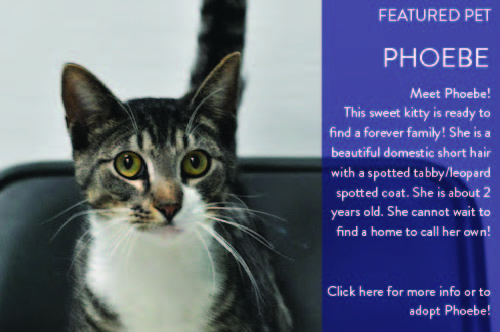 FEATURED PET
PHOEBE
Meet Phoebe!
This sweet kitty is ready to
find a forever family! She is a
beautiful domestic short hair
with a spotted tabby/leopard
spotted coat. She is about 2
years old. She cannot wait to
find a home to call her own!
Click here for more info or to
adopt Phoebe!